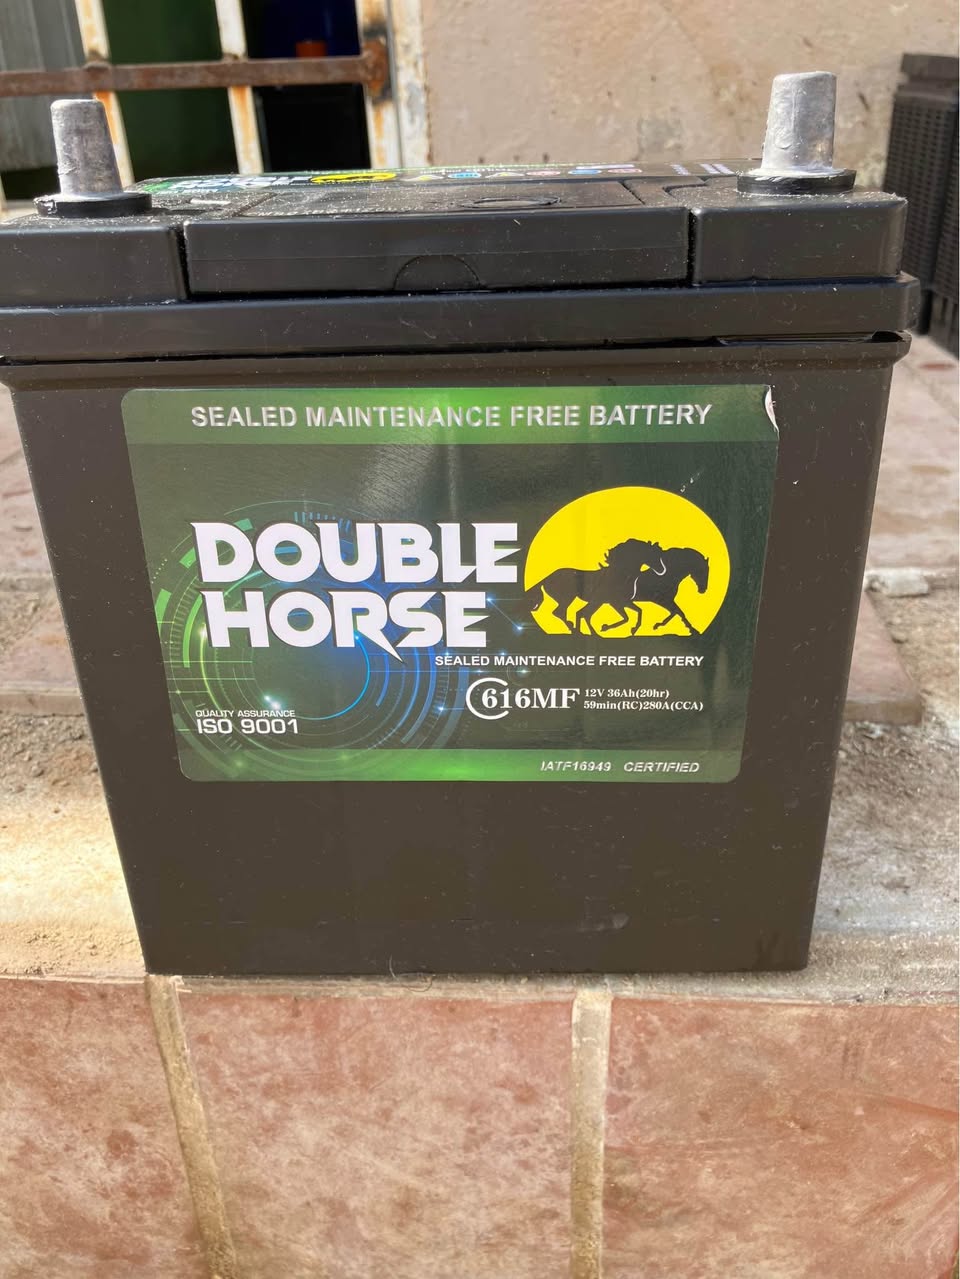 SEALED MAINTENANCE FREE BATTERY
DOUBLE
HORSE
SEALED MAINTENANCE FREE BATTERY
C616MF 12V 36Ah(20hr)
59min(RC)280A(CCA)
QUALITY ASSURANCE
ISO 9001
IATF16949 CERTIFIED